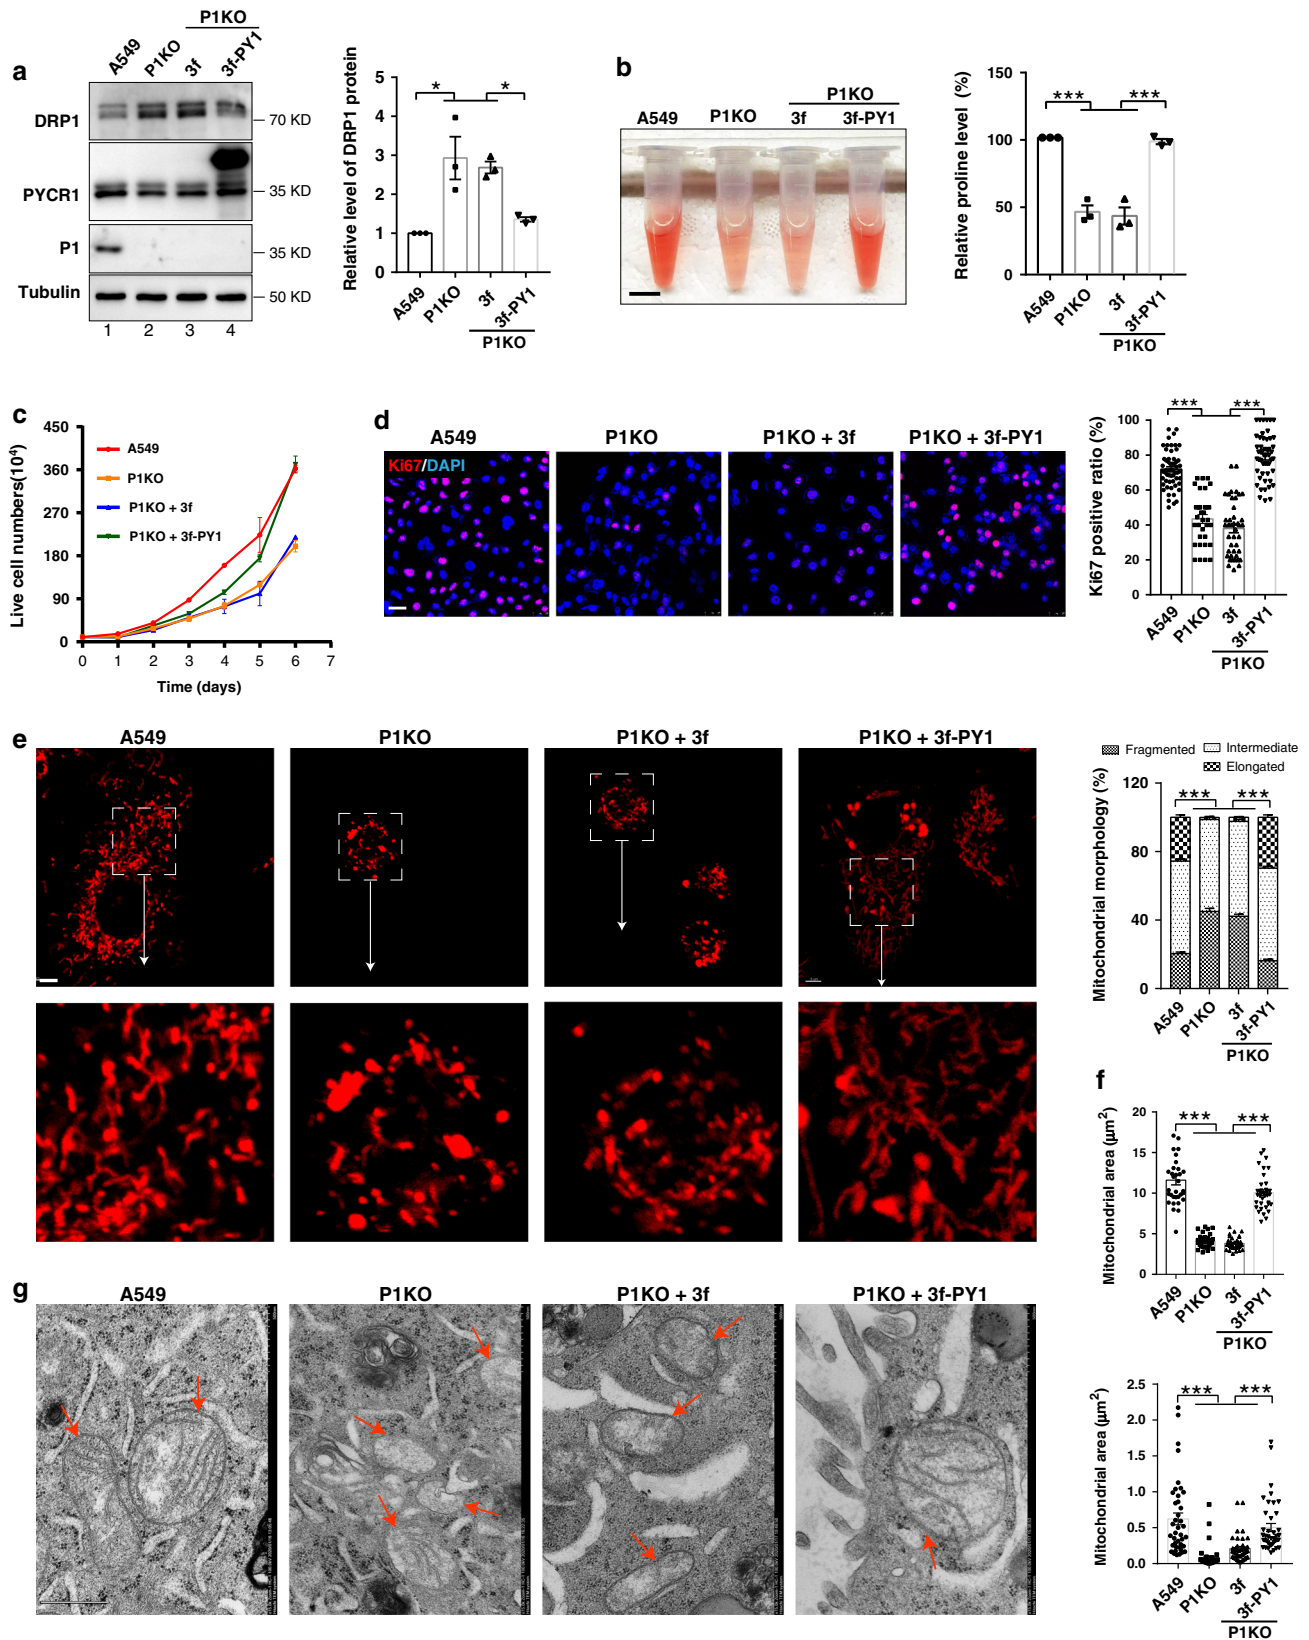 a
P1KO
A549
P1KO
3f
3f-PY1
DRP1
PYCR1
P1
Tubulin
70 KD
35 KD
35 KD
50 KD
1 2 3 4
Relative level of DRP1 protein
5
4
3
2
1
0
* *
A549
P1KO
3f
3f-PY1
P1KO
b
P1KO
A549 P1KO 3f 3f-PY1
Relative proline level (%)
150
100
50
0
*** ***
A549
P1KO
3f
3f-PY1
P1KO
c
Live cell numbers(10⁴)
450
360
270
180
90
0
A549
P1KO
P1KO + 3f
P1KO + 3f-PY1
0 1 2 3 4 5 6 7
Time (days)
d
A549 P1KO P1KO + 3f P1KO + 3f-PY1
Ki67/DAPI
Ki67 positive ratio (%)
100
80
60
40
20
0
*** ***
A549
P1KO
3f
3f-PY1
P1KO
e
A549 P1KO P1KO + 3f P1KO + 3f-PY1
Fragmented Intermediate
Elongated
Mitochondrial morphology (%)
120
80
40
0
*** ***
A549
P1KO
3f
3f-PY1
P1KO
f
Mitochondrial area (μm²)
20
15
10
5
0
*** ***
A549
P1KO
3f
3f-PY1
P1KO
g
A549 P1KO P1KO + 3f P1KO + 3f-PY1
Mitochondrial area (μm²)
2.5
2.0
1.5
1.0
0.5
0.0
*** ***
A549
P1KO
3f
3f-PY1
P1KO